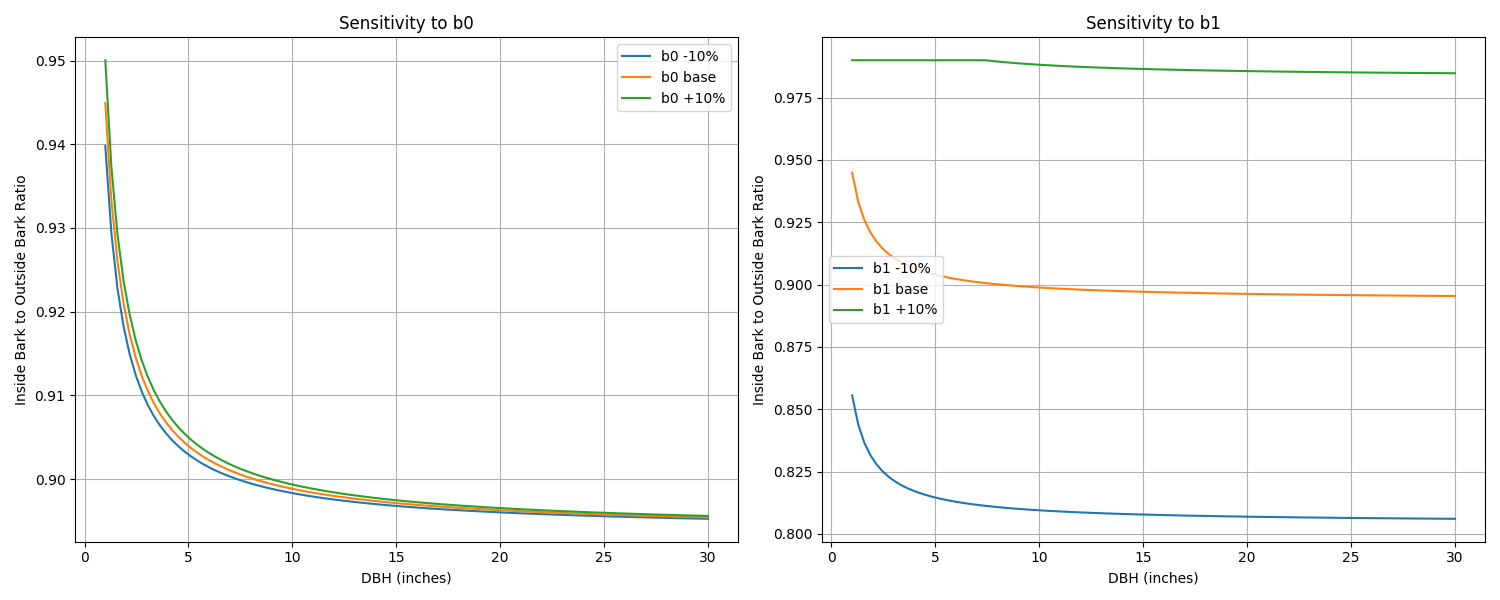 Sensitivity to b0
Inside Bark to Outside Bark Ratio
0.95
0.94
0.93
0.92
0.91
0.90
b0 -10%
b0 base
b0 +10%
0 5 10 15 20 25 30
DBH (inches)
Sensitivity to b1
Inside Bark to Outside Bark Ratio
0.975
0.950
0.925
0.900
0.875
0.850
0.825
0.800
b1 -10%
b1 base
b1 +10%
0 5 10 15 20 25 30
DBH (inches)